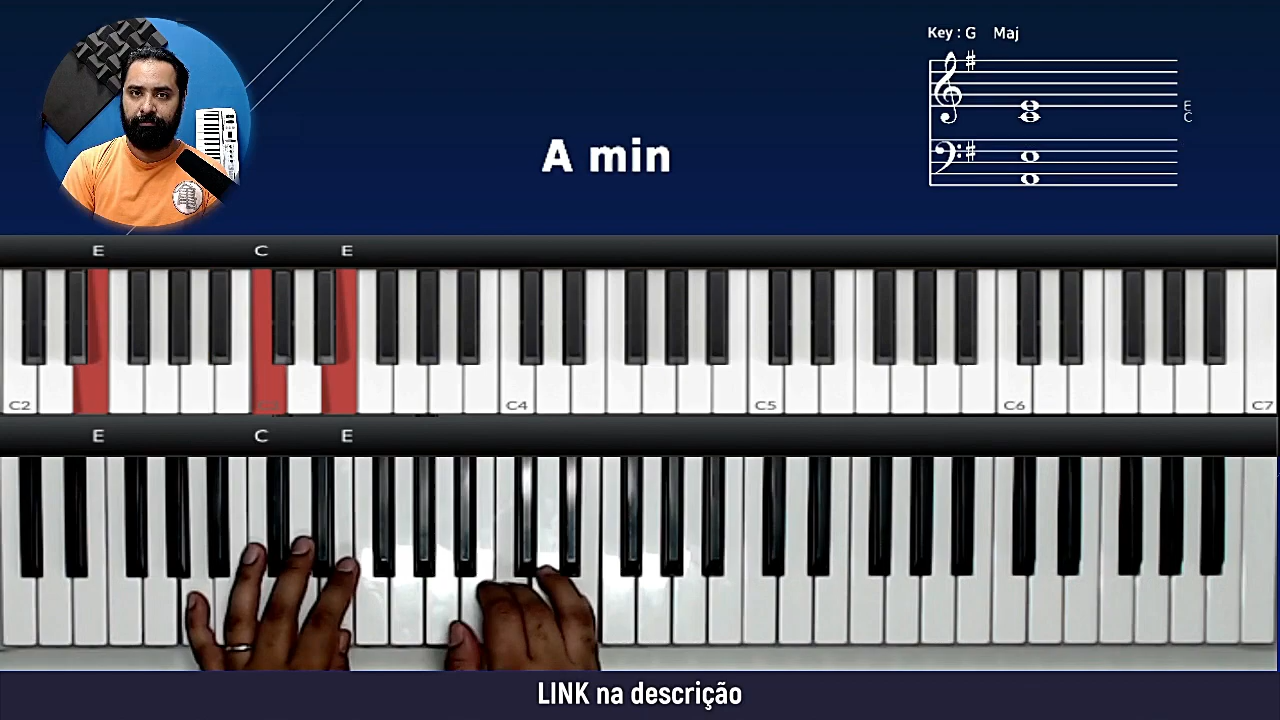 Key : G Maj
E
C
A min
E C E
C2 C4 C5 C6 C7
E C E
LINK na descrição